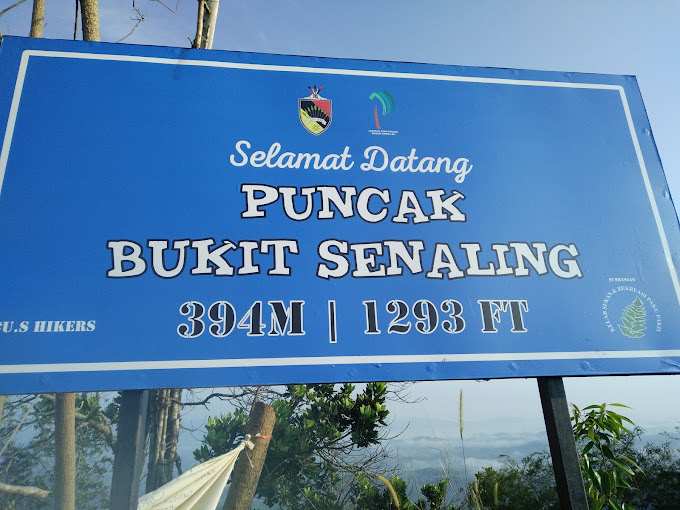 Selamat Datang
PUNCAK
BUKIT SENALING
394M | 1293 FT
U.S HIKERS